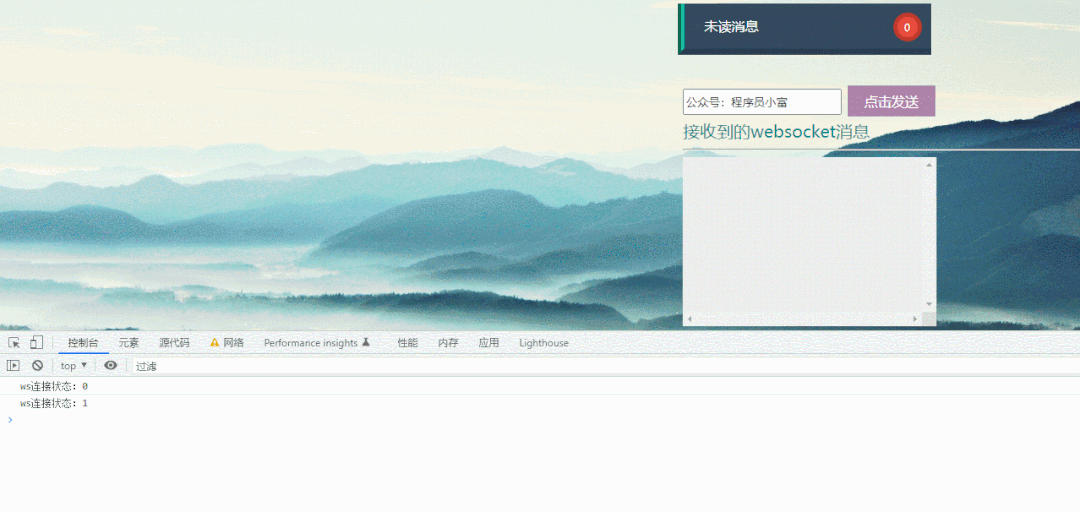 未读消息 0
公众号：程序员小富 点击发送
接收到的websocket消息
控制台 元素 源代码 网络 Performance insights 性能 内存 应用 Lighthouse
top 过滤
ws连接状态：0
ws连接状态：1